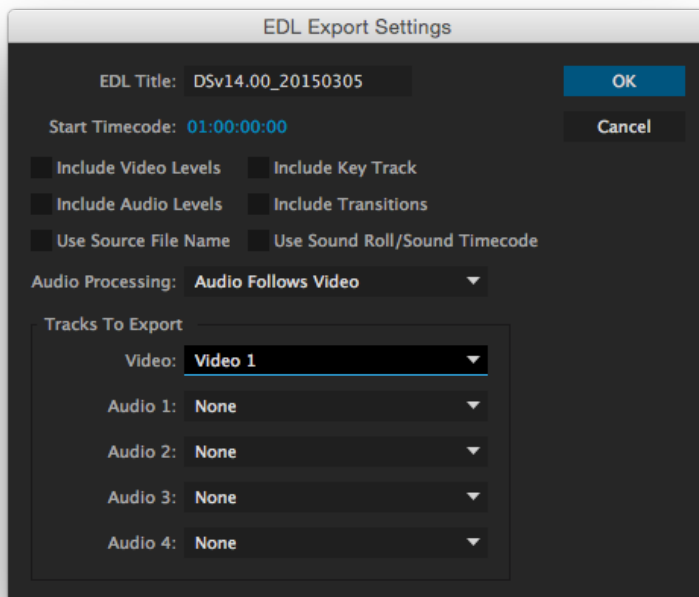 EDL Export Settings
EDL Title: DSv14.00_20150305
OK
Start Timecode: 01:00:00:00
Cancel
Include Video Levels Include Key Track
Include Audio Levels Include Transitions
Use Source File Name Use Sound Roll/Sound Timecode
Audio Processing: Audio Follows Video
Tracks To Export
Video: Video 1
Audio 1: None
Audio 2: None
Audio 3: None
Audio 4: None